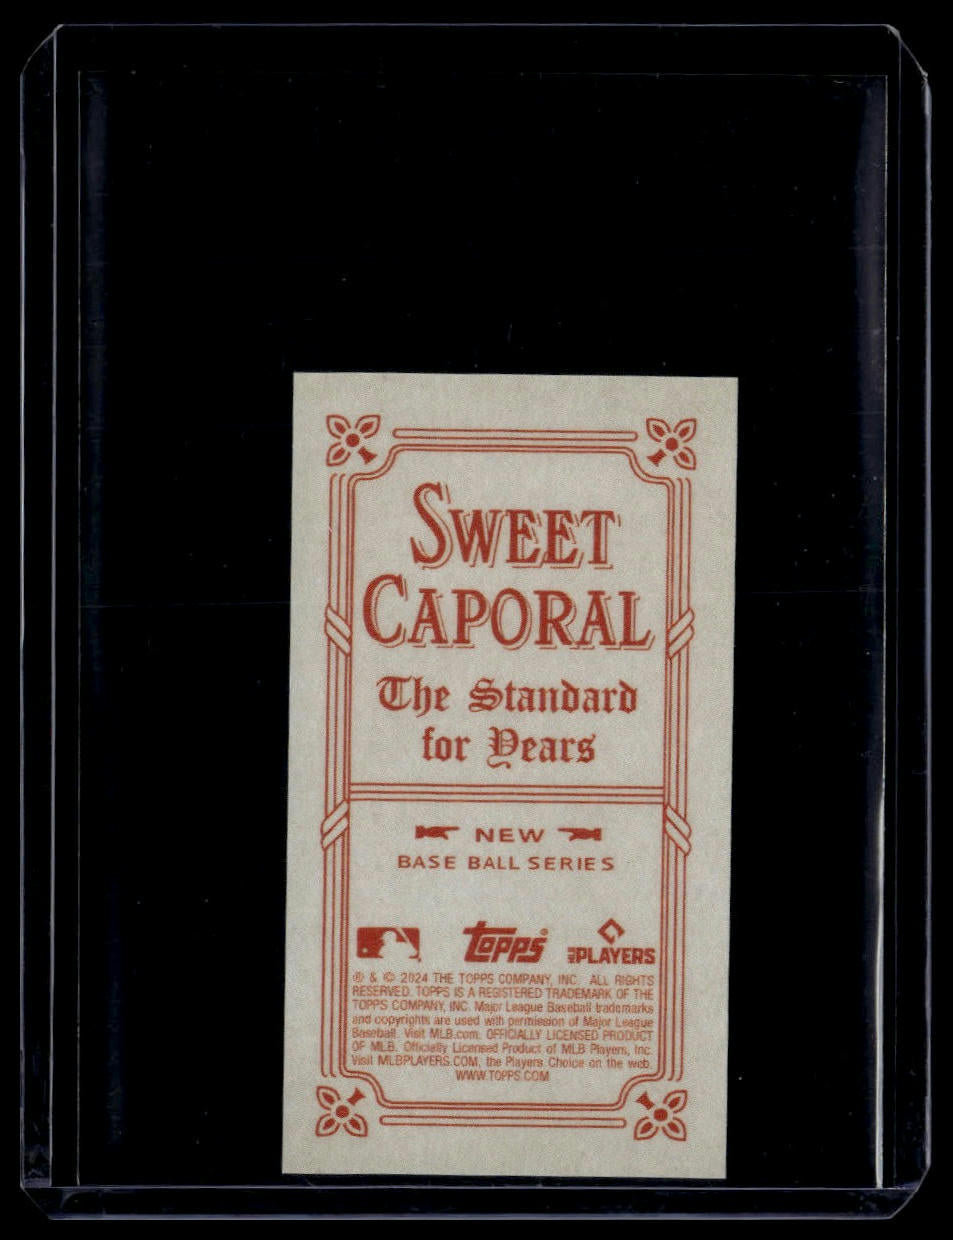 SWEET
CAPORAL
The Standard
for Years
NEW
BASE BALL SERIES
Topps®
MLB PLAYERS
® & © 2024 THE TOPPS COMPANY, INC. ALL RIGHTS
RESERVED. TOPPS IS A REGISTERED TRADEMARK OF THE
TOPPS COMPANY, INC. Major League Baseball trademarks
and copyrights are used with permission of Major League
Baseball. Visit MLB.com. OFFICIALLY LICENSED PRODUCT
OF MLB. Officially Licensed Product of MLB Players, Inc.
Visit MLBPLAYERS.COM, the Players Choice on the web.
WWW.TOPPS.COM